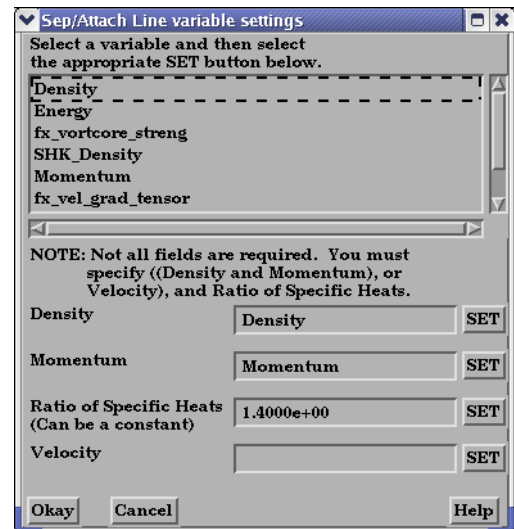 Sep/Attach Line variable settings
Select a variable and then select
the appropriate SET button below.
Density
Energy
fx_vortcore_streng
SHK_Density
Momentum
fx_vel_grad_tensor
NOTE: Not all fields are required. You must
specify ((Density and Momentum), or
Velocity), and Ratio of Specific Heats.
Density Density SET
Momentum Momentum SET
Ratio of Specific Heats 1.4000e+00 SET
(Can be a constant)
Velocity SET
Okay Cancel Help